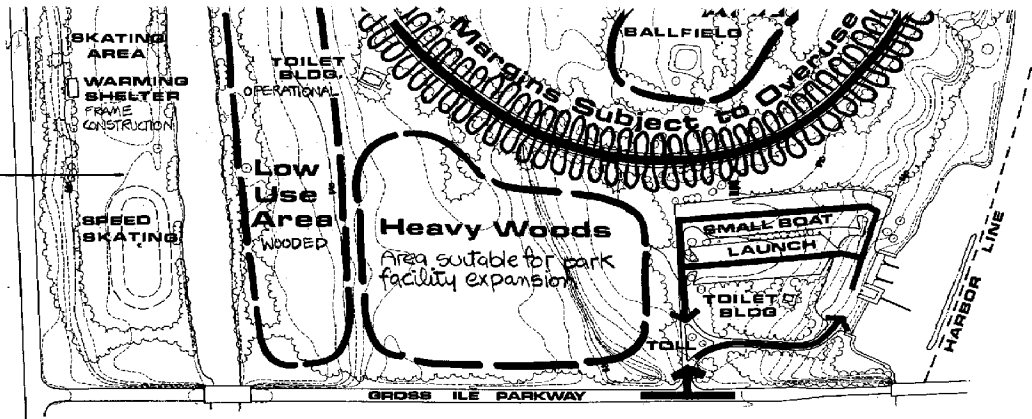 SKATING
AREA
WARMING
SHELTER
FRAME
CONSTRUCTION
SPEED
SKATING
TOILET
BLDG.
OPERATIONAL
Low
Use
Area
WOODED
Heavy Woods
Area suitable for park
facility expansion
Margins Subject to Overuse
BALLFIELD
SMALL BOAT
LAUNCH
TOILET
BLDG
TOLL
HARBOR LINE
GROSS ILE PARKWAY